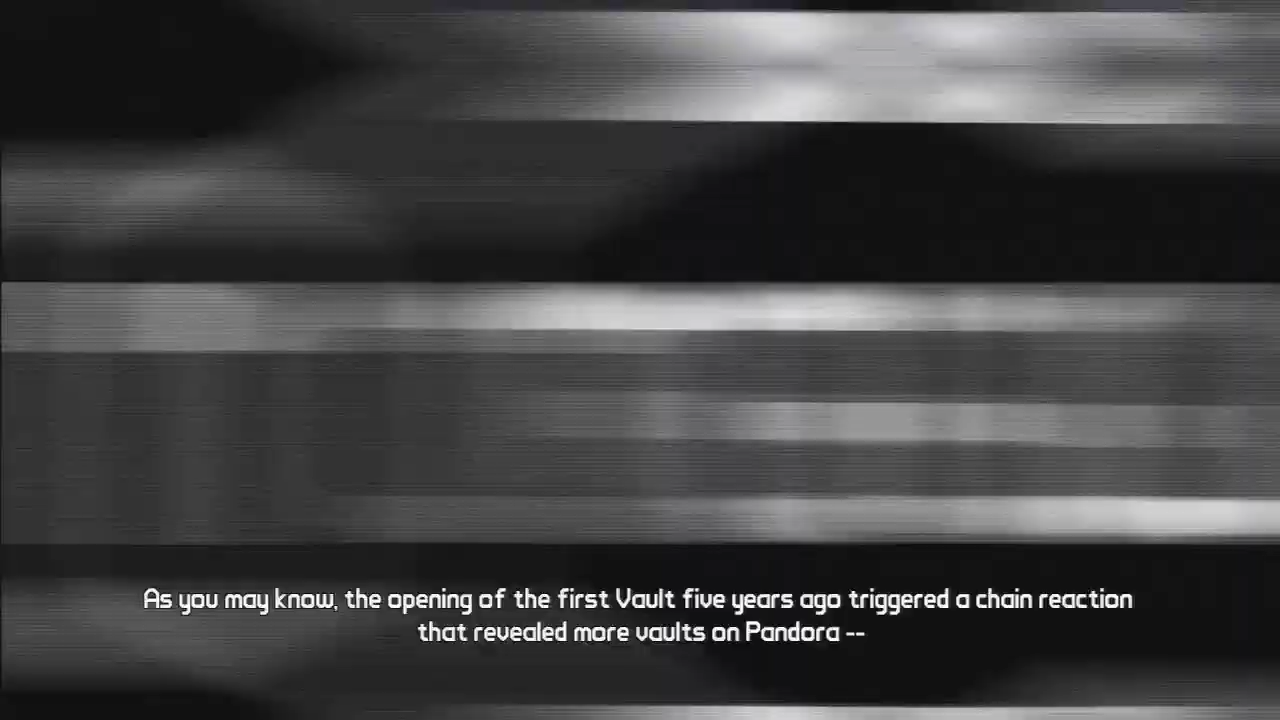 As you may know, the opening of the first Vault five years ago triggered a chain reaction
that revealed more vaults on Pandora --